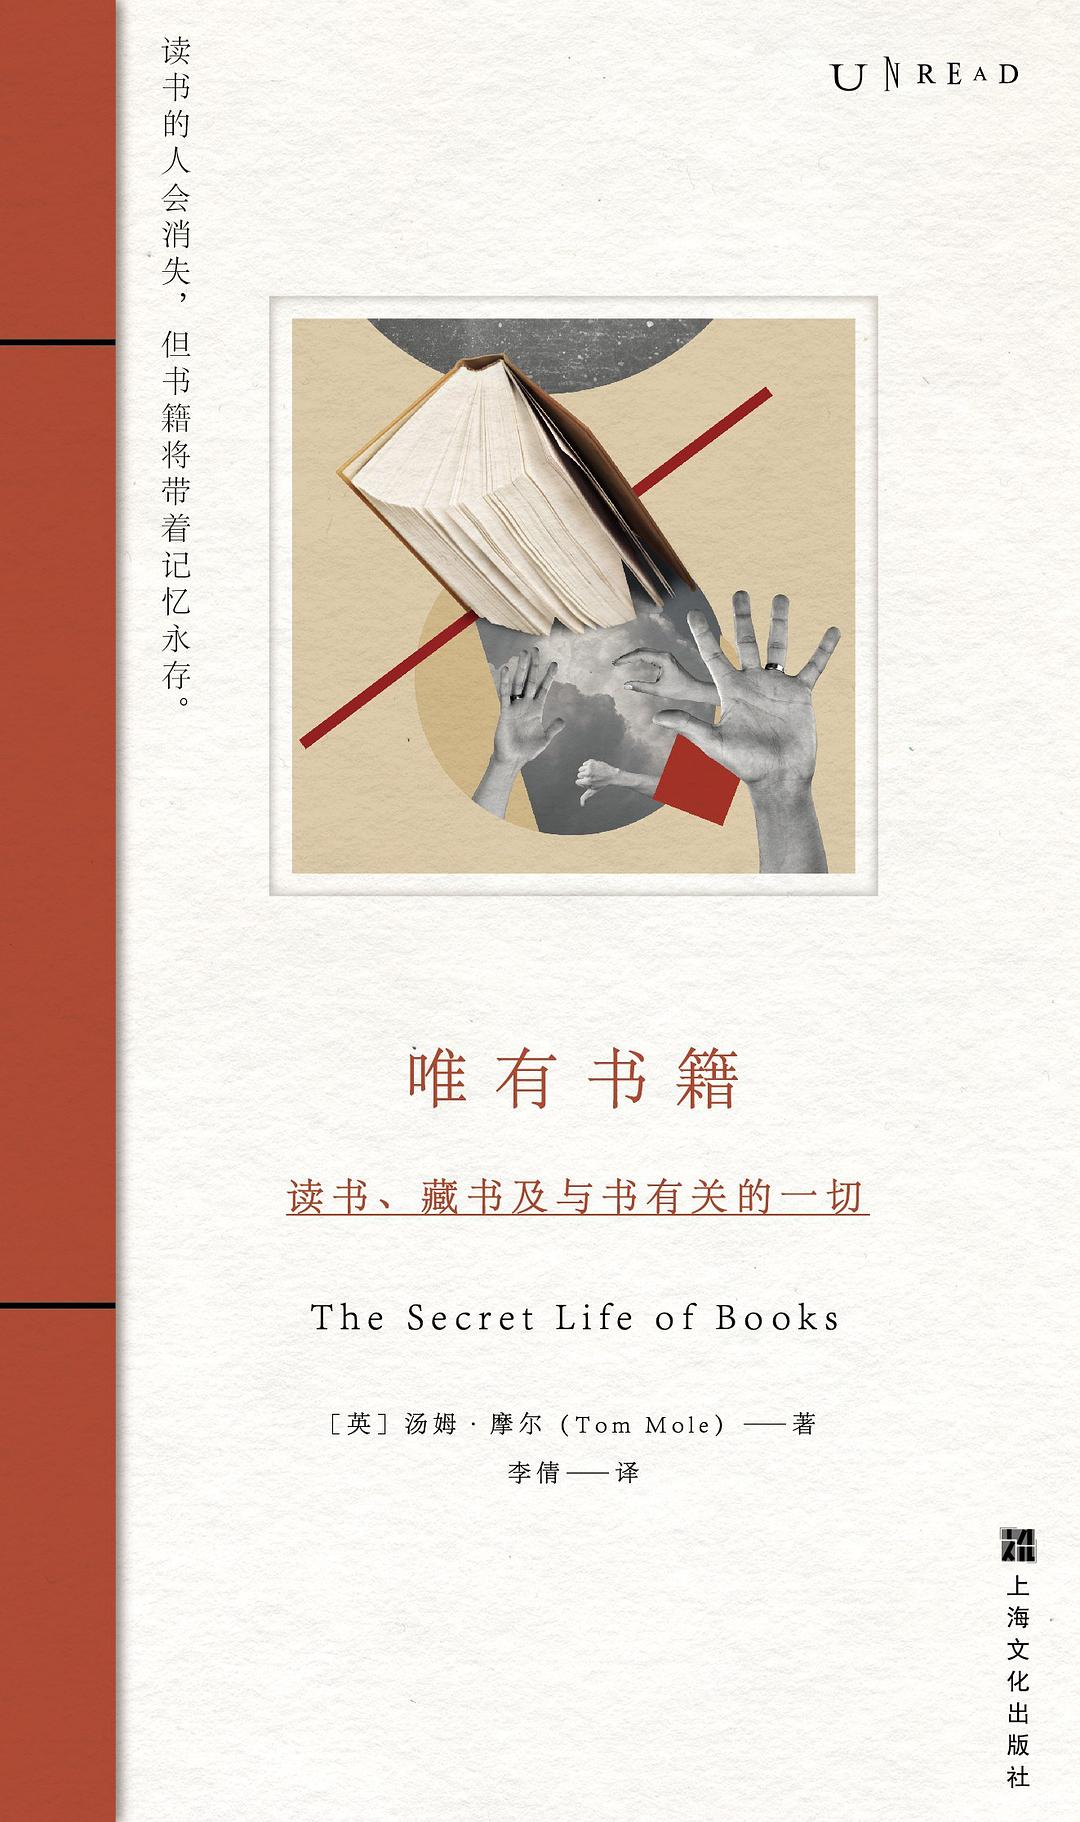 读书的人会消失，但书籍将带着记忆永存。
UNREAD
唯有书籍
读书、藏书及与书有关的一切
The Secret Life of Books
［英］汤姆·摩尔（Tom Mole）——著
李倩——译
上海文化出版社